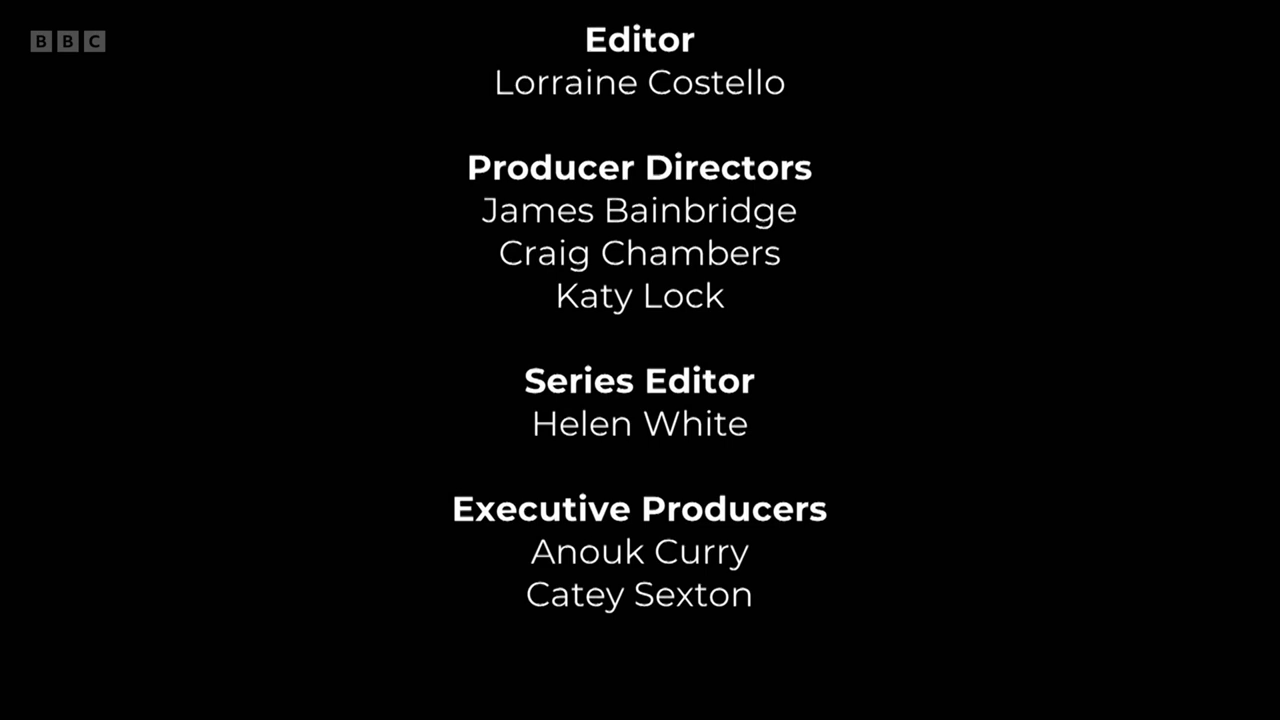 BBC
Editor
Lorraine Costello
Producer Directors
James Bainbridge
Craig Chambers
Katy Lock
Series Editor
Helen White
Executive Producers
Anouk Curry
Catey Sexton